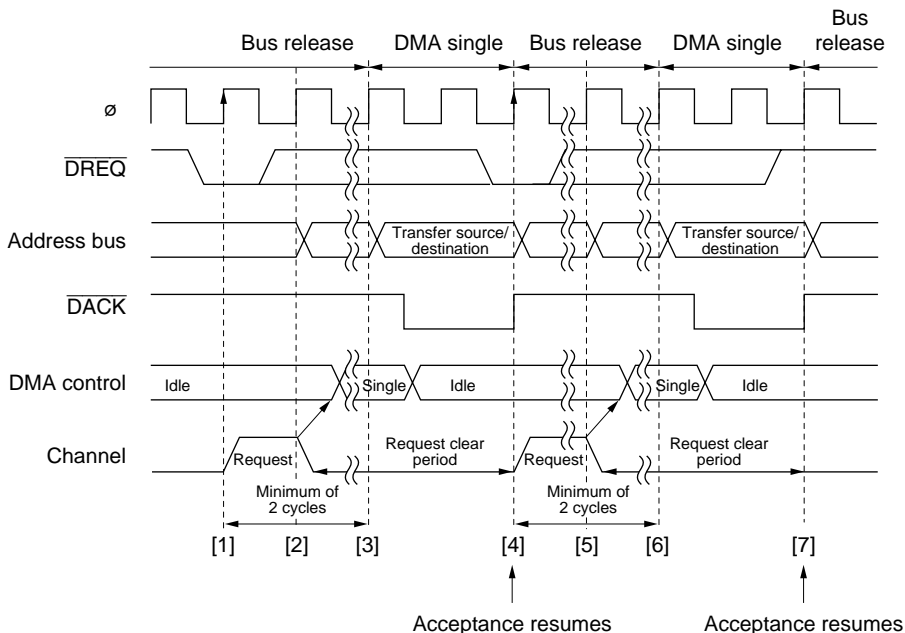 Bus release
DMA single
Bus release
DMA single
Bus
release
ø
DREQ
Address bus
Transfer source/
destination
Transfer source/
destination
DACK
DMA control
Idle
Single
Idle
Single
Idle
Channel
Request
Request clear
period
Request
Request clear
period
Minimum of
2 cycles
Minimum of
2 cycles
[1]
[2]
[3]
[4]
[5]
[6]
[7]
Acceptance resumes
Acceptance resumes